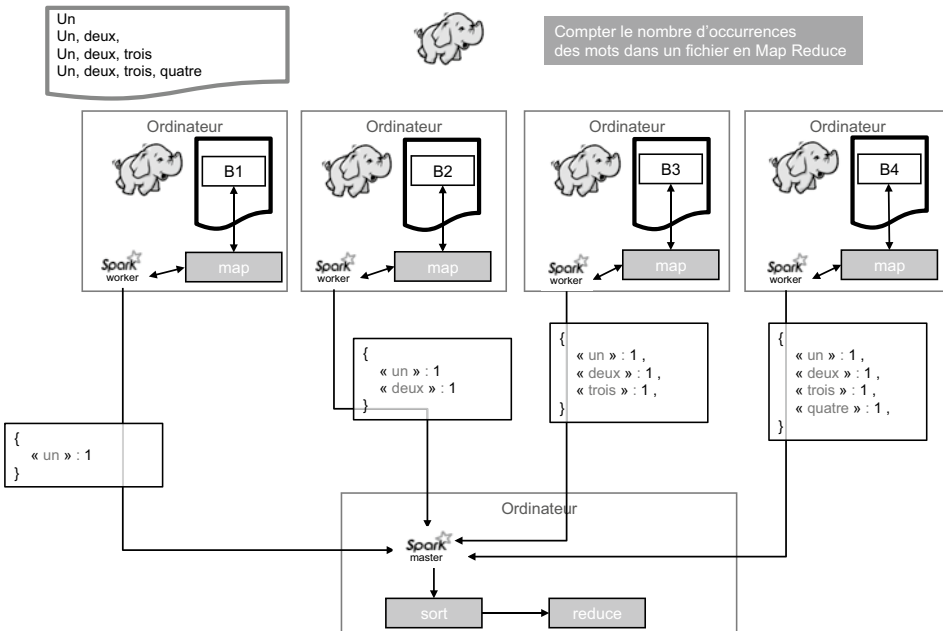 Un
Un, deux,
Un, deux, trois
Un, deux, trois, quatre
Compter le nombre d’occurrences
des mots dans un fichier en Map Reduce
Ordinateur
B1
Spark
worker
map
Ordinateur
B2
Spark
worker
map
Ordinateur
B3
Spark
worker
map
Ordinateur
B4
Spark
worker
map
{
« un » : 1
}
{
« un » : 1
« deux » : 1
}
{
« un » : 1 ,
« deux » : 1 ,
« trois » : 1 ,
}
{
« un » : 1 ,
« deux » : 1 ,
« trois » : 1 ,
« quatre » : 1 ,
}
Ordinateur
Spark
master
sort
reduce